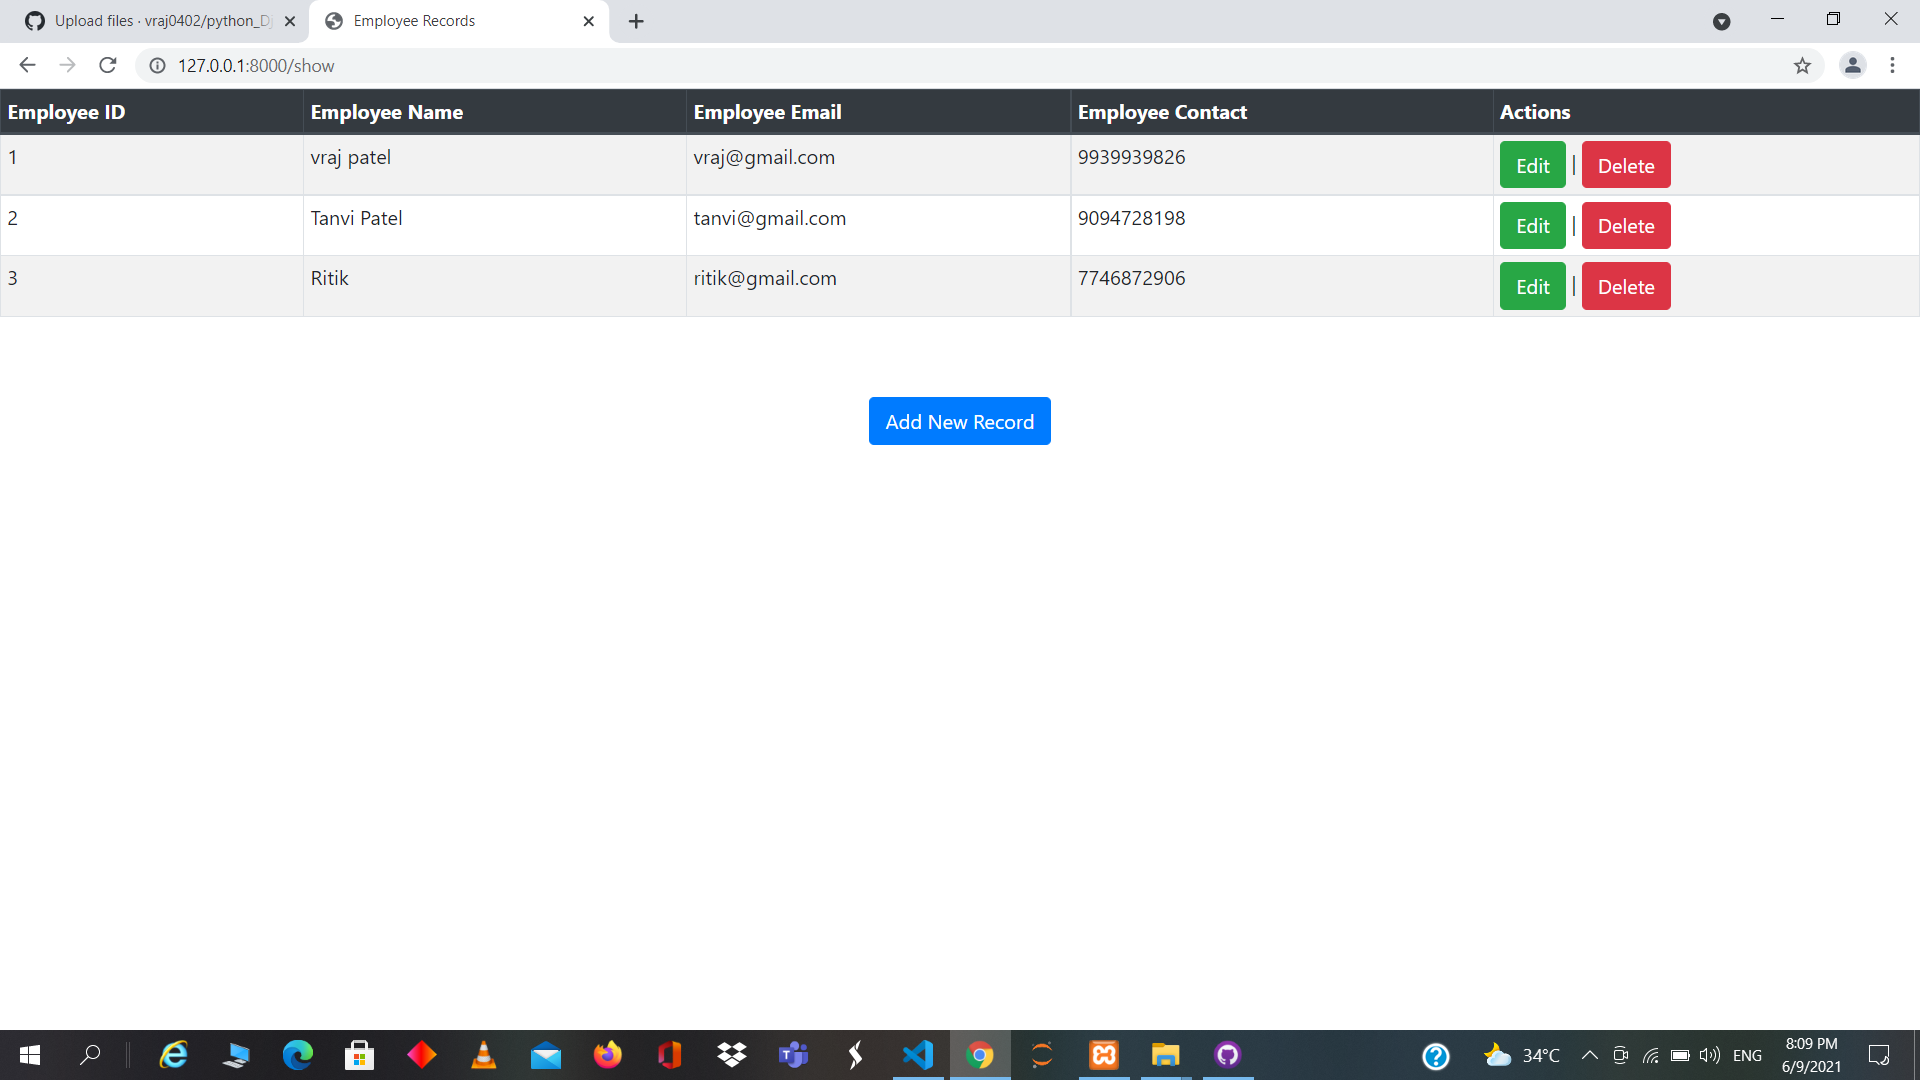 Upload files · vraj0402/python_Dj
Employee Records
127.0.0.1:8000/show
Employee ID Employee Name Employee Email Employee Contact Actions
1 vraj patel vraj@gmail.com 9939939826 Edit | Delete
2 Tanvi Patel tanvi@gmail.com 9094728198 Edit | Delete
3 Ritik ritik@gmail.com 7746872906 Edit | Delete
Add New Record
34°C ENG 8:09 PM
6/9/2021